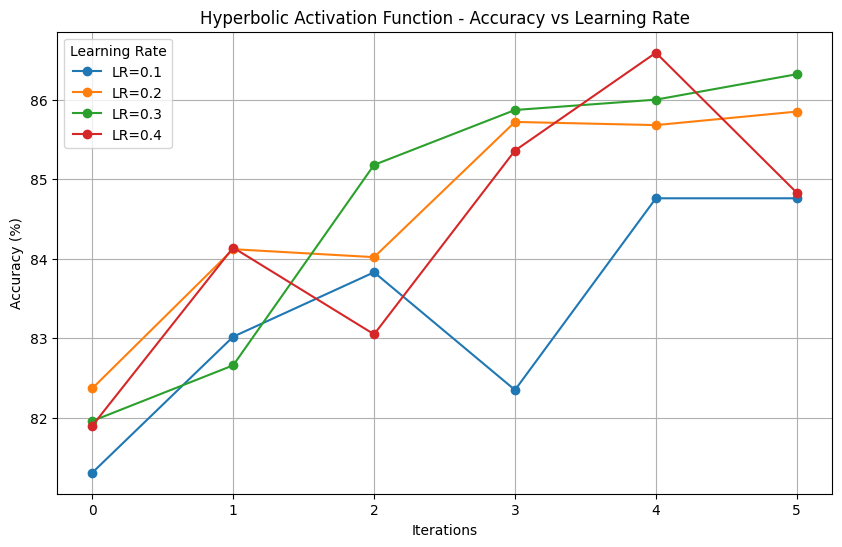 Hyperbolic Activation Function - Accuracy vs Learning Rate
Learning Rate
LR=0.1
LR=0.2
LR=0.3
LR=0.4
Accuracy (%)
86
85
84
83
82
0 1 2 3 4 5
Iterations